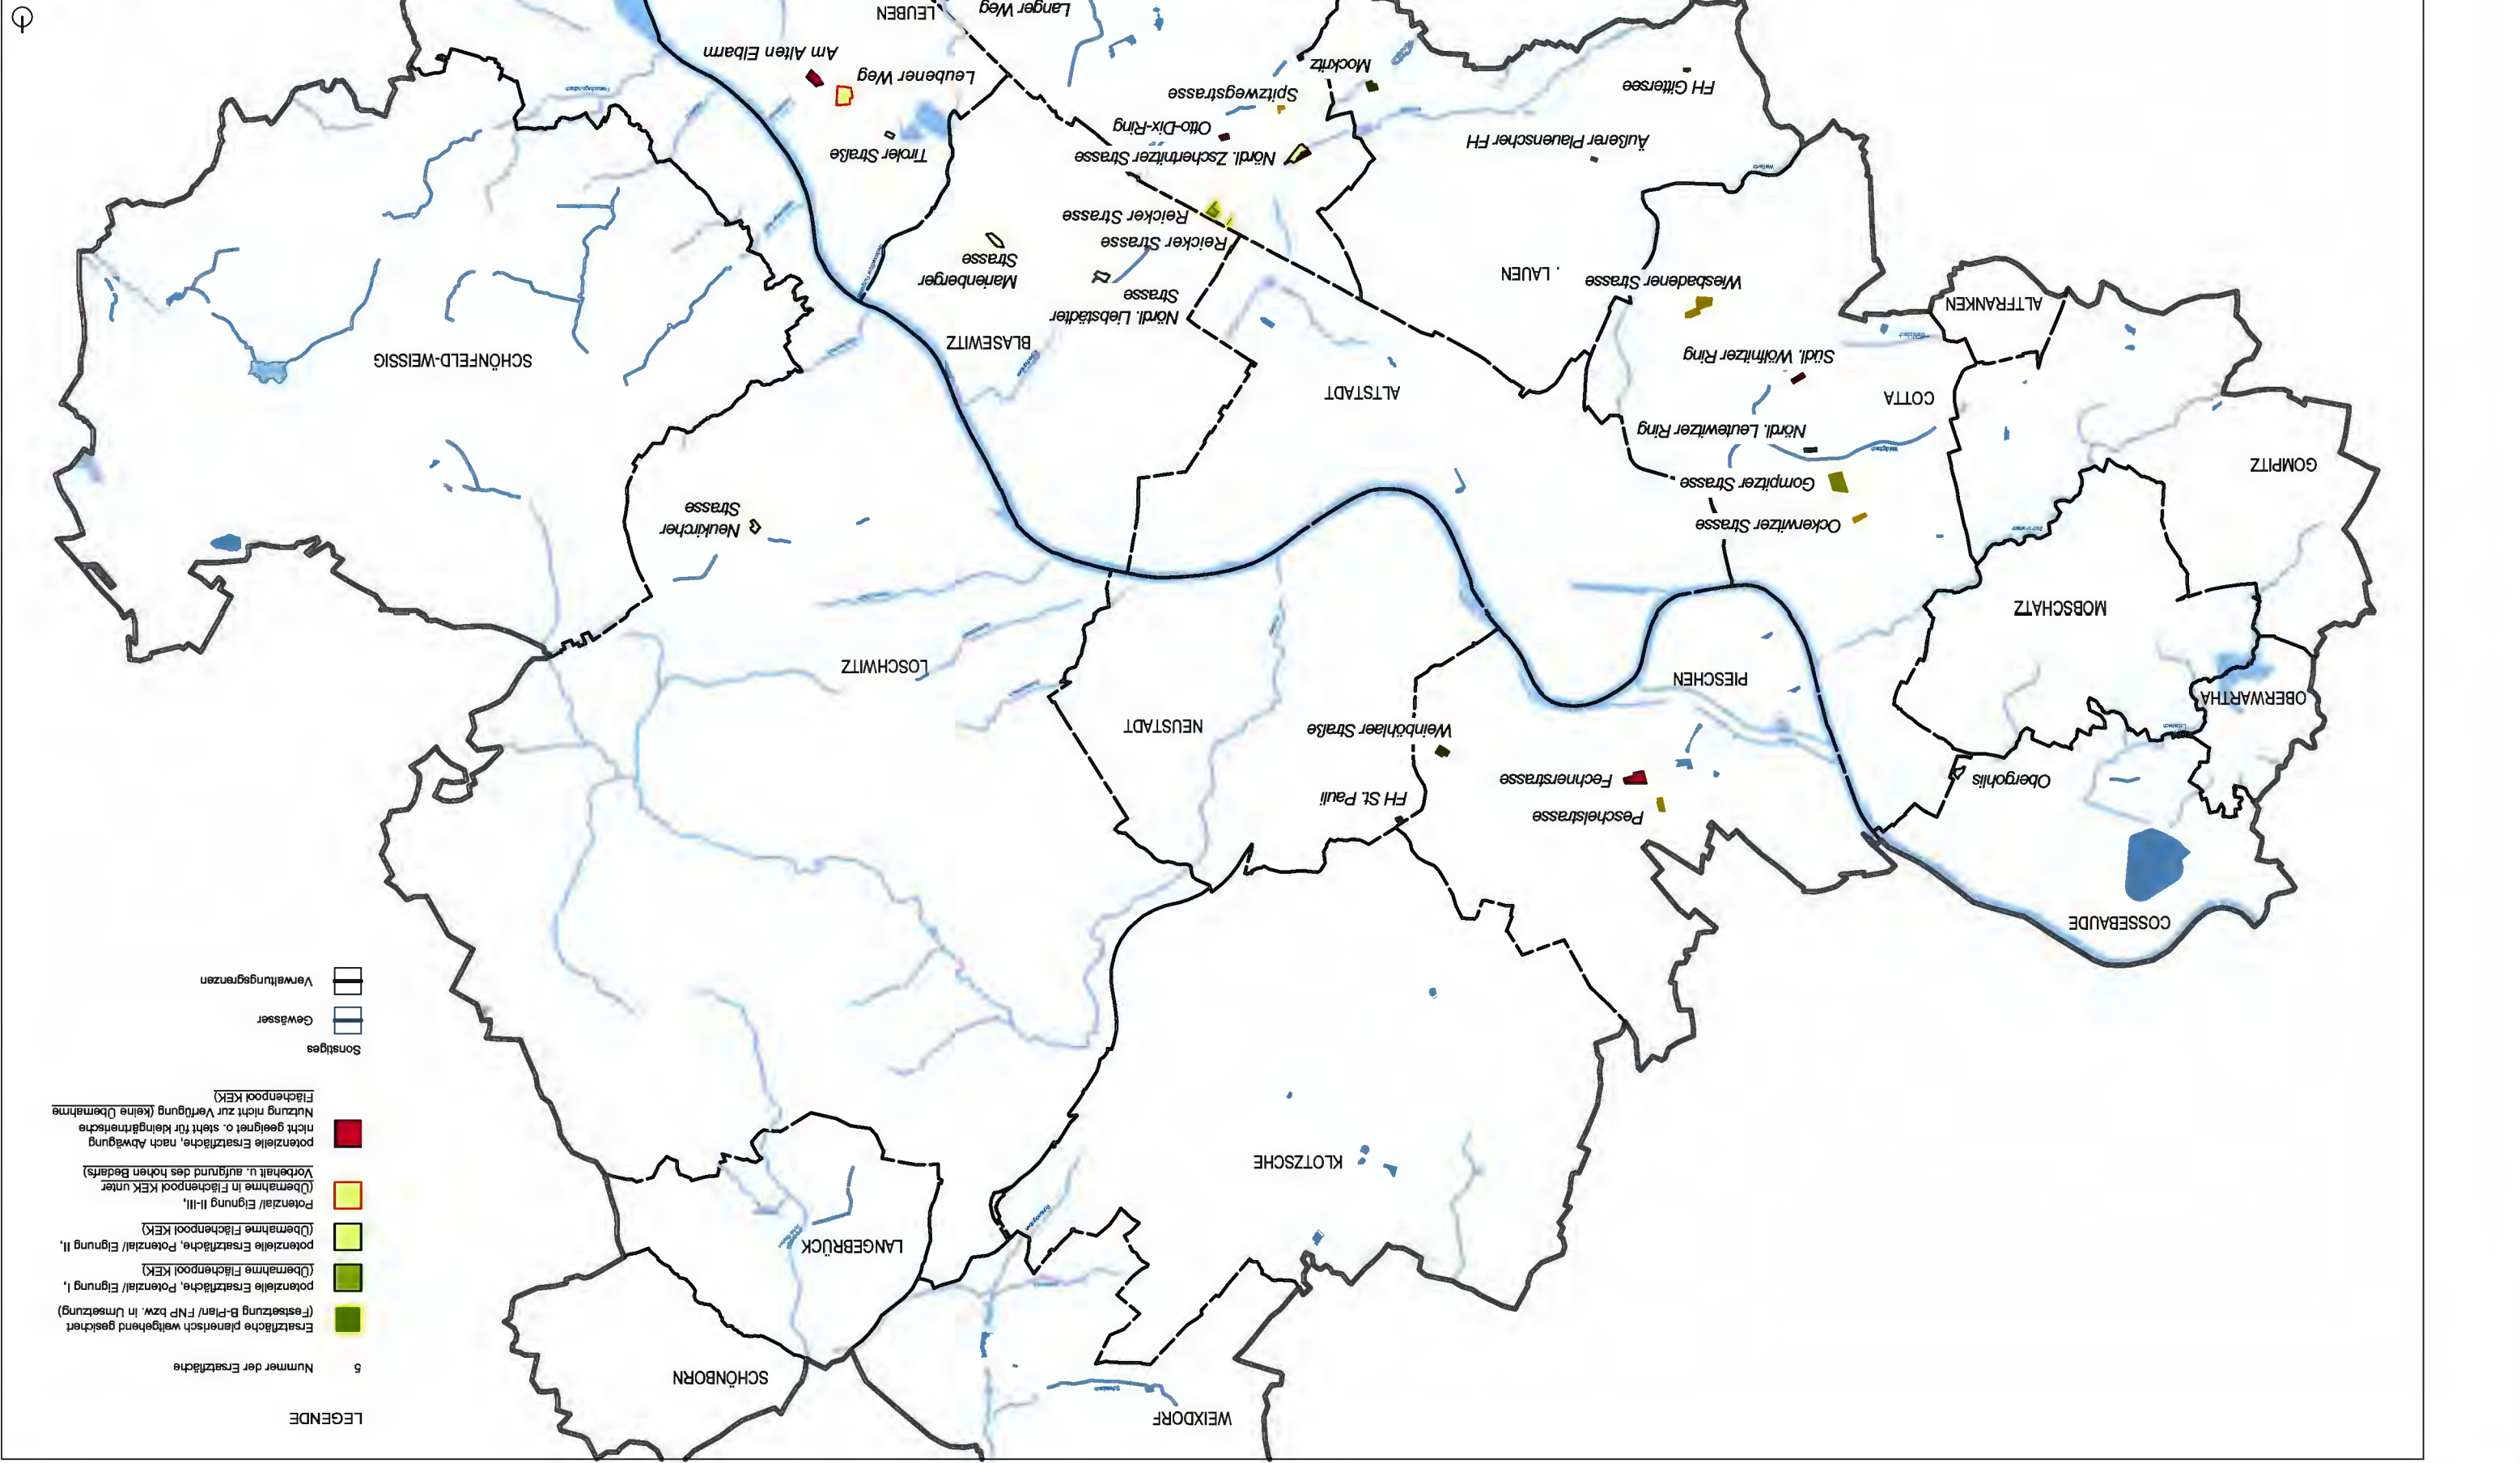 WEIXDORF
SCHÖNBORN
LANGEBRÜCK
KLOTZSCHE
LEGENDE
5 Nummer der Ersatzfläche
Ersatzfläche planerisch weitgehend gesichert
(Festsetzung B-Plan/ FNP bzw. in Umsetzung)
potenzielle Ersatzfläche, Potenzial/ Eignung I,
(Übernahme Flächenpool KEK)
potenzielle Ersatzfläche, Potenzial/ Eignung II,
(Übernahme Flächenpool KEK)
Potenzial/ Eignung II-III,
(Übernahme in Flächenpool KEK unter
Vorbehalt u. aufgrund des hohen Bedarfs)
potenzielle Ersatzfläche, nach Abwägung
nicht geeignet o. steht für kleingärtnerische
Nutzung nicht zur Verfügung (keine Übernahme
Flächenpool KEK)
Sonstiges
Gewässer
Verwaltungsgrenzen
COSSEBAUDE
Peschelstrasse
FH St. Pauli
Obergohlis
Fechnerstrasse
Weinböhlaer Straße
NEUSTADT
OBERWARTHA
PIESCHEN
LOSCHWITZ
MOBSCHATZ
Ockerwitzer Strasse
Neukircher
Strasse
Gompitzer Strasse
GOMPITZ
Nördl. Leutewitzer Ring
COTTA
ALTSTADT
Südl. Wölfnitzer Ring
SCHÖNFELD-WEISSIG
BLASEWITZ
Nördl. Liebstädter
Strasse
ALTFRANKEN
Wiesbadener Strasse
. LAUEN
Marienberger
Strasse
Reicker Strasse
Reicker Strasse
Nördl. Zschertnitzer Strasse
Tiroler Straße
Äußerer Plauenscher FH
Otto-Dix-Ring
Spitzwegstrasse
FH Gittersee
Mockritz
Leubener Weg
Am Alten Elbarm
LEUBEN
Langer Weg